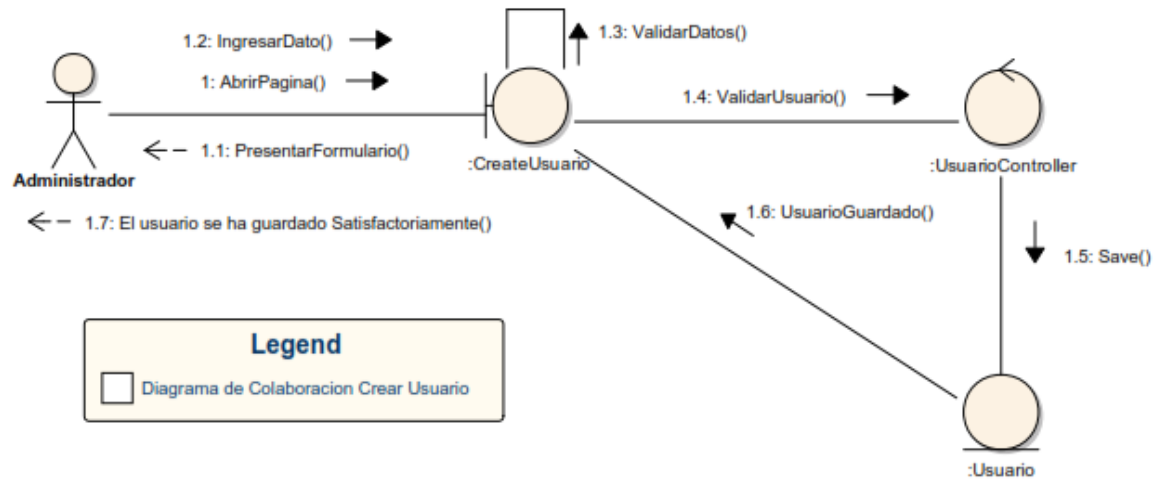 1.2: IngresarDato()
1.3: ValidarDatos()
1: AbrirPagina()
1.4: ValidarUsuario()
1.1: PresentarFormulario()
:CreateUsuario
:UsuarioController
Administrador
1.7: El usuario se ha guardado Satisfactoriamente()
1.6: UsuarioGuardado()
1.5: Save()
Legend
Diagrama de Colaboracion Crear Usuario
:Usuario